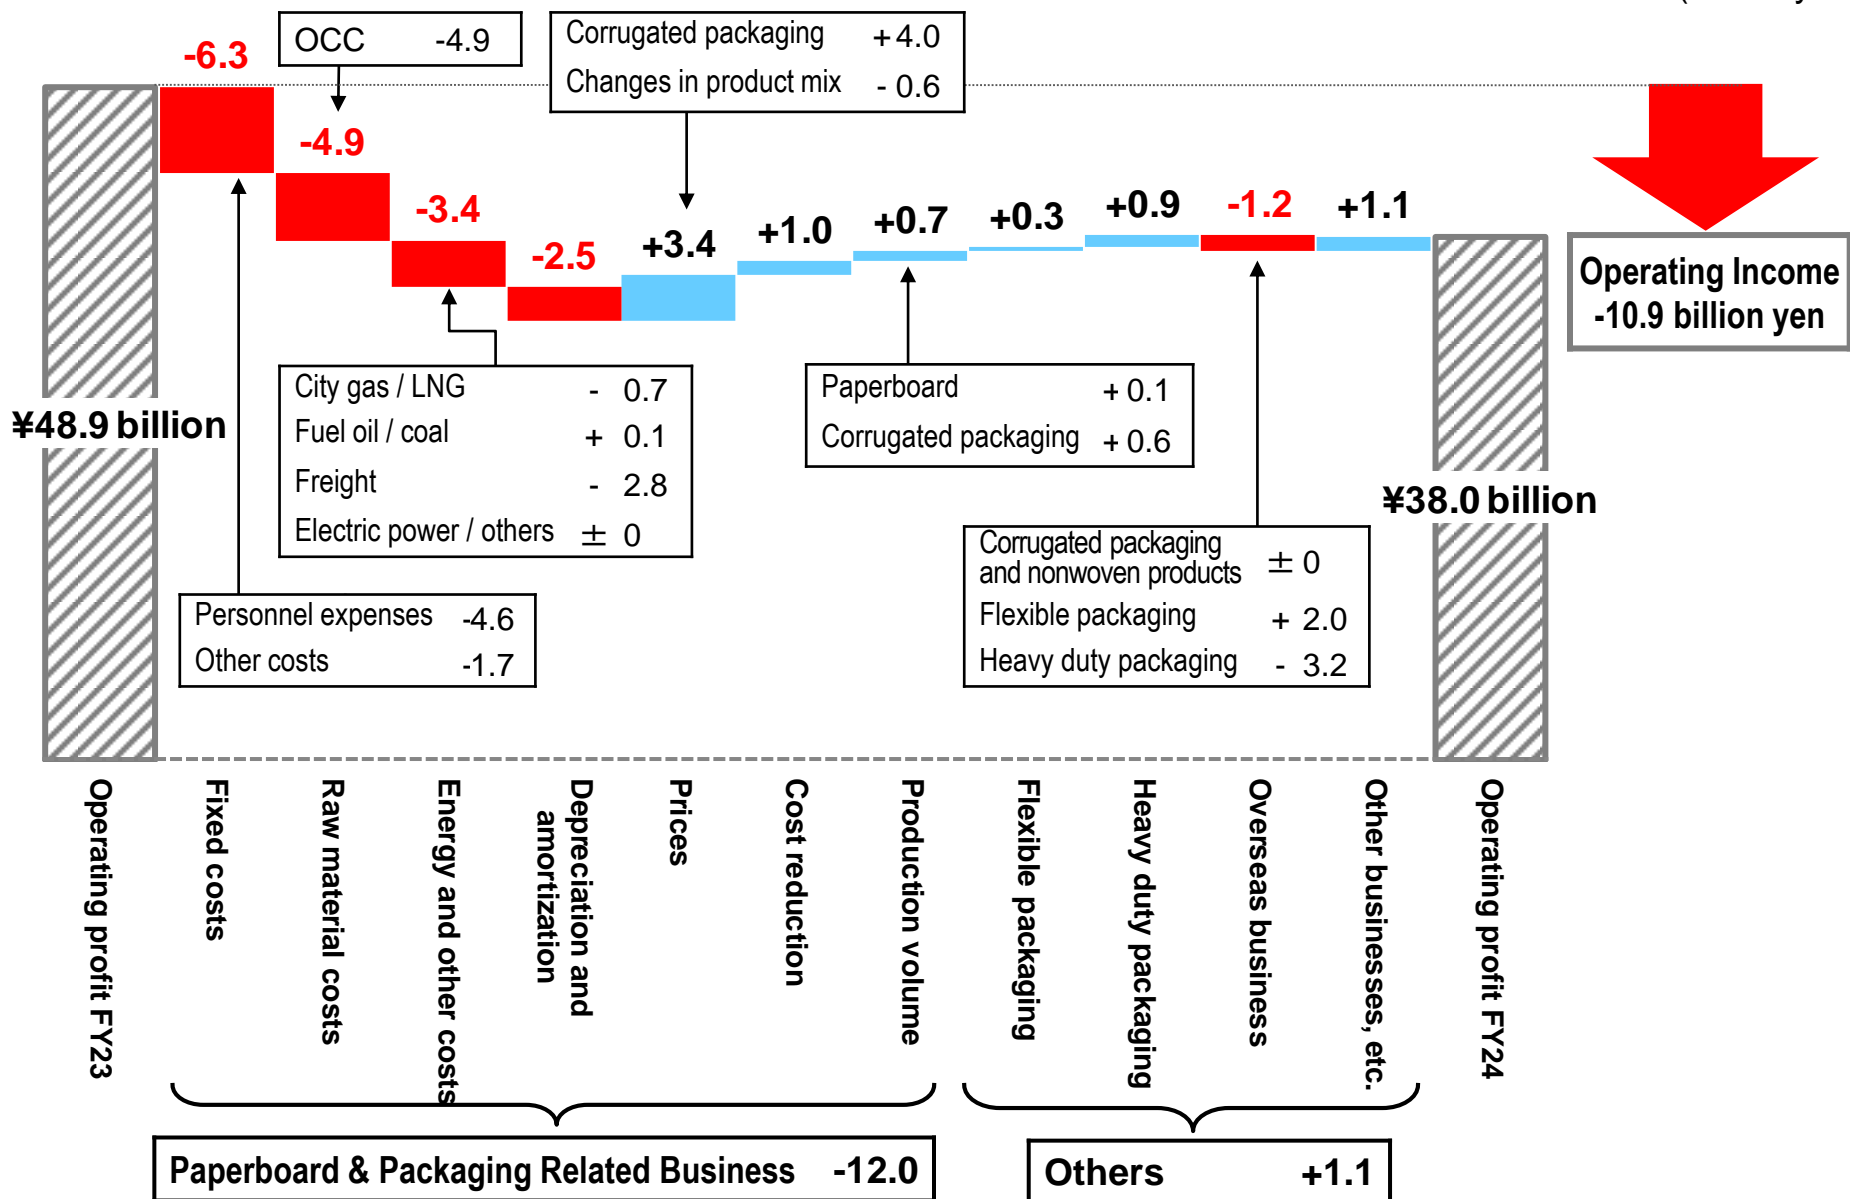 OCC -4.9
Corrugated packaging +4.0
Changes in product mix - 0.6
-6.3
-4.9
-3.4
-2.5
+3.4
+1.0
+0.7
+0.3
+0.9
-1.2
+1.1
Operating Income
-10.9 billion yen
¥48.9 billion
City gas / LNG - 0.7
Fuel oil / coal + 0.1
Freight - 2.8
Electric power / others ± 0
Paperboard +0.1
Corrugated packaging +0.6
¥38.0 billion
Corrugated packaging
and nonwoven products ± 0
Flexible packaging + 2.0
Heavy duty packaging - 3.2
Personnel expenses -4.6
Other costs -1.7
Operating profit FY23
Fixed costs
Raw material costs
Energy and other costs
Depreciation and
amortization
Prices
Cost reduction
Production volume
Flexible packaging
Heavy duty packaging
Overseas business
Other businesses, etc.
Operating profit FY24
Paperboard & Packaging Related Business -12.0
Others +1.1